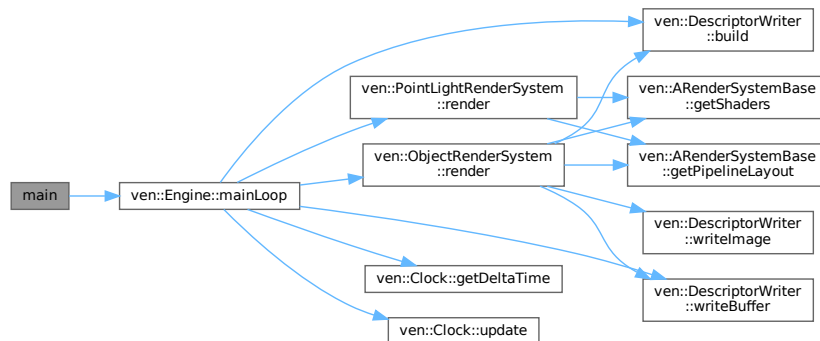 main
ven::Engine::mainLoop
ven::PointLightRenderSystem
::render
ven::ObjectRenderSystem
::render
ven::Clock::getDeltaTime
ven::Clock::update
ven::DescriptorWriter
::build
ven::ARenderSystemBase
::getShaders
ven::ARenderSystemBase
::getPipelineLayout
ven::DescriptorWriter
::writeImage
ven::DescriptorWriter
::writeBuffer